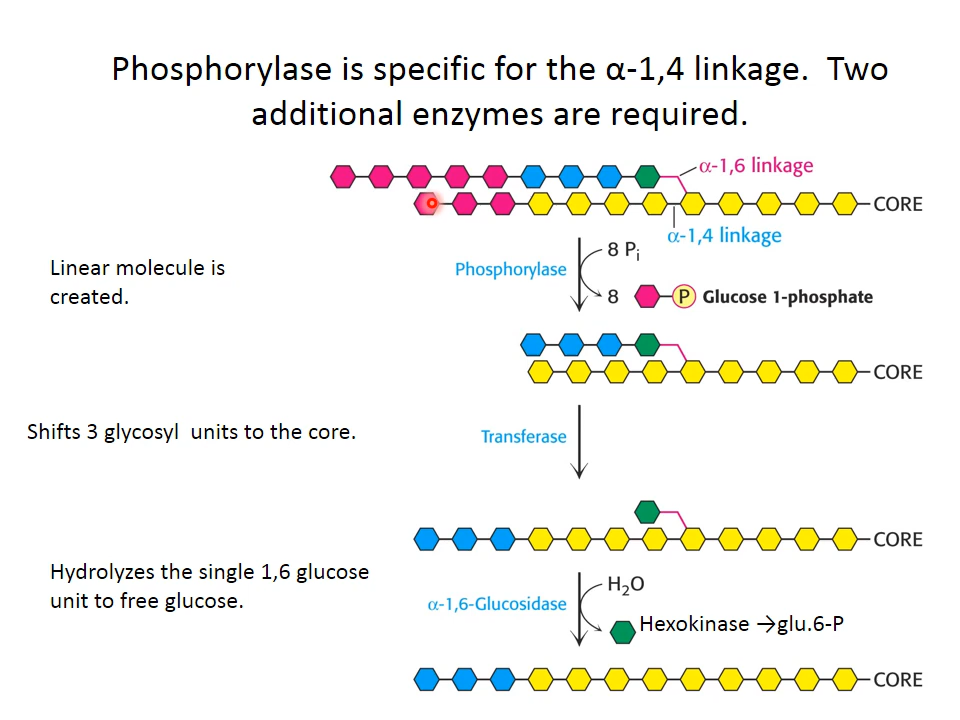 Phosphorylase is specific for the α-1,4 linkage.  Two
additional enzymes are required.
α-1,6 linkage
CORE
α-1,4 linkage
8 Pi
Phosphorylase
Linear molecule is
created.
8 P Glucose 1-phosphate
CORE
Shifts 3 glycosyl  units to the core.
Transferase
CORE
Hydrolyzes the single 1,6 glucose
unit to free glucose.
H2O
α-1,6-Glucosidase
Hexokinase →glu.6-P
CORE